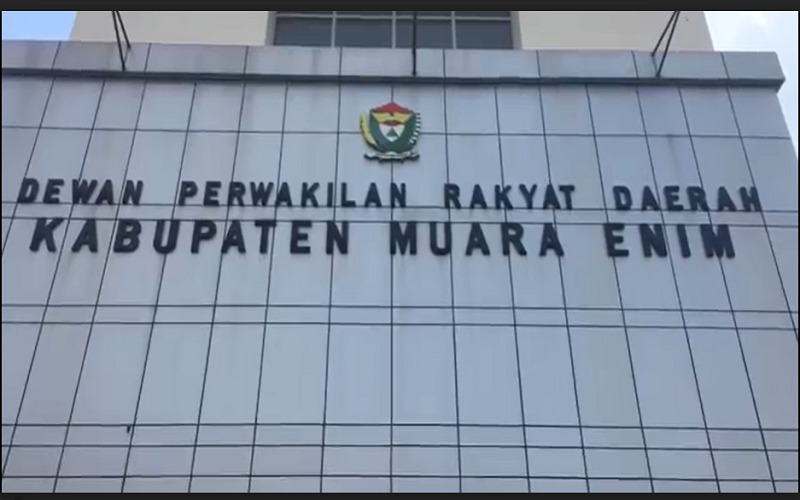 DEWAN PERWAKILAN RAKYAT DAERAH
KABUPATEN MUARA ENIM